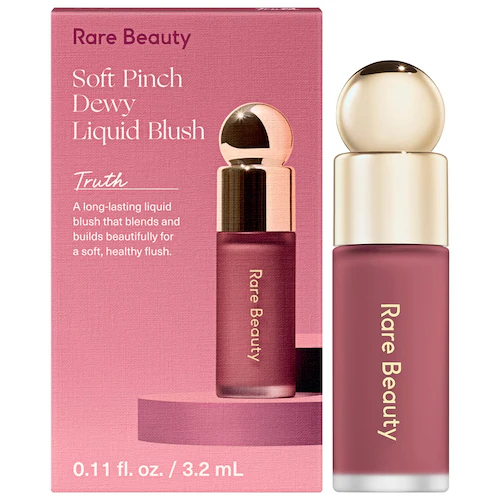 Rare Beauty
Soft Pinch
Dewy
Liquid Blush
Truth
A long-lasting liquid
blush that blends and
builds beautifully for
a soft, healthy flush.
Rare Beauty
0.11 fl. oz. / 3.2 mL
Rare Beauty